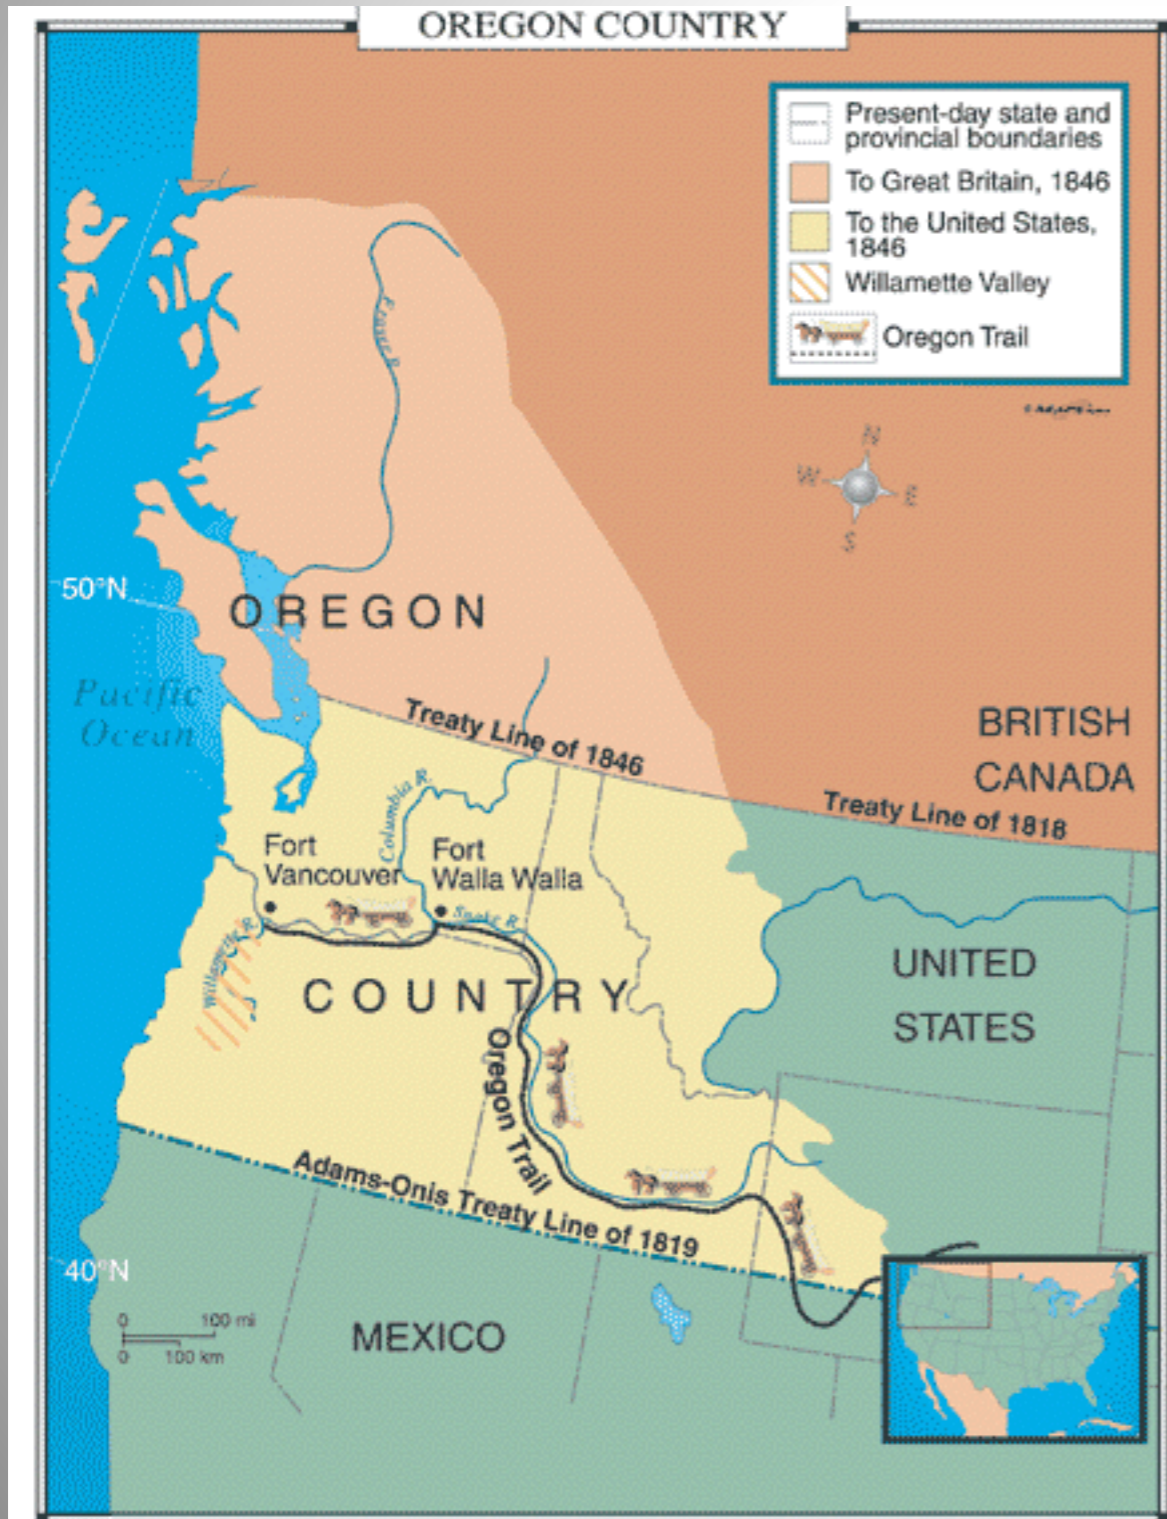 OREGON COUNTRY
Present-day state and
provincial boundaries
To Great Britain, 1846
To the United States,
1846
Willamette Valley
Oregon Trail
N
W
E
S
Fraser R.
50°N
OREGON
Pacific
Ocean
Treaty Line of 1846
BRITISH
CANADA
Treaty Line of 1818
Columbia R.
Fort
Vancouver
Fort
Walla Walla
Snake R.
Willamette R.
COUNTRY
UNITED
STATES
Oregon Trail
Adams-Onis Treaty Line of 1819
40°N
0 100 mi
0 100 km
MEXICO